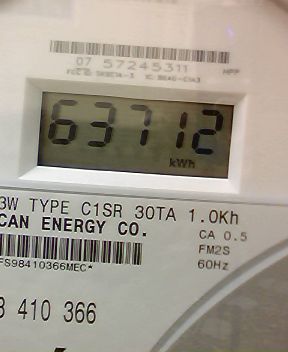 07 57245311
63712
kWh
3W TYPE C1SR 30TA 1.0Kh
CAN ENERGY CO.
CA 0.5
FM2S
60Hz
FS98410366MEC*
3 410 366